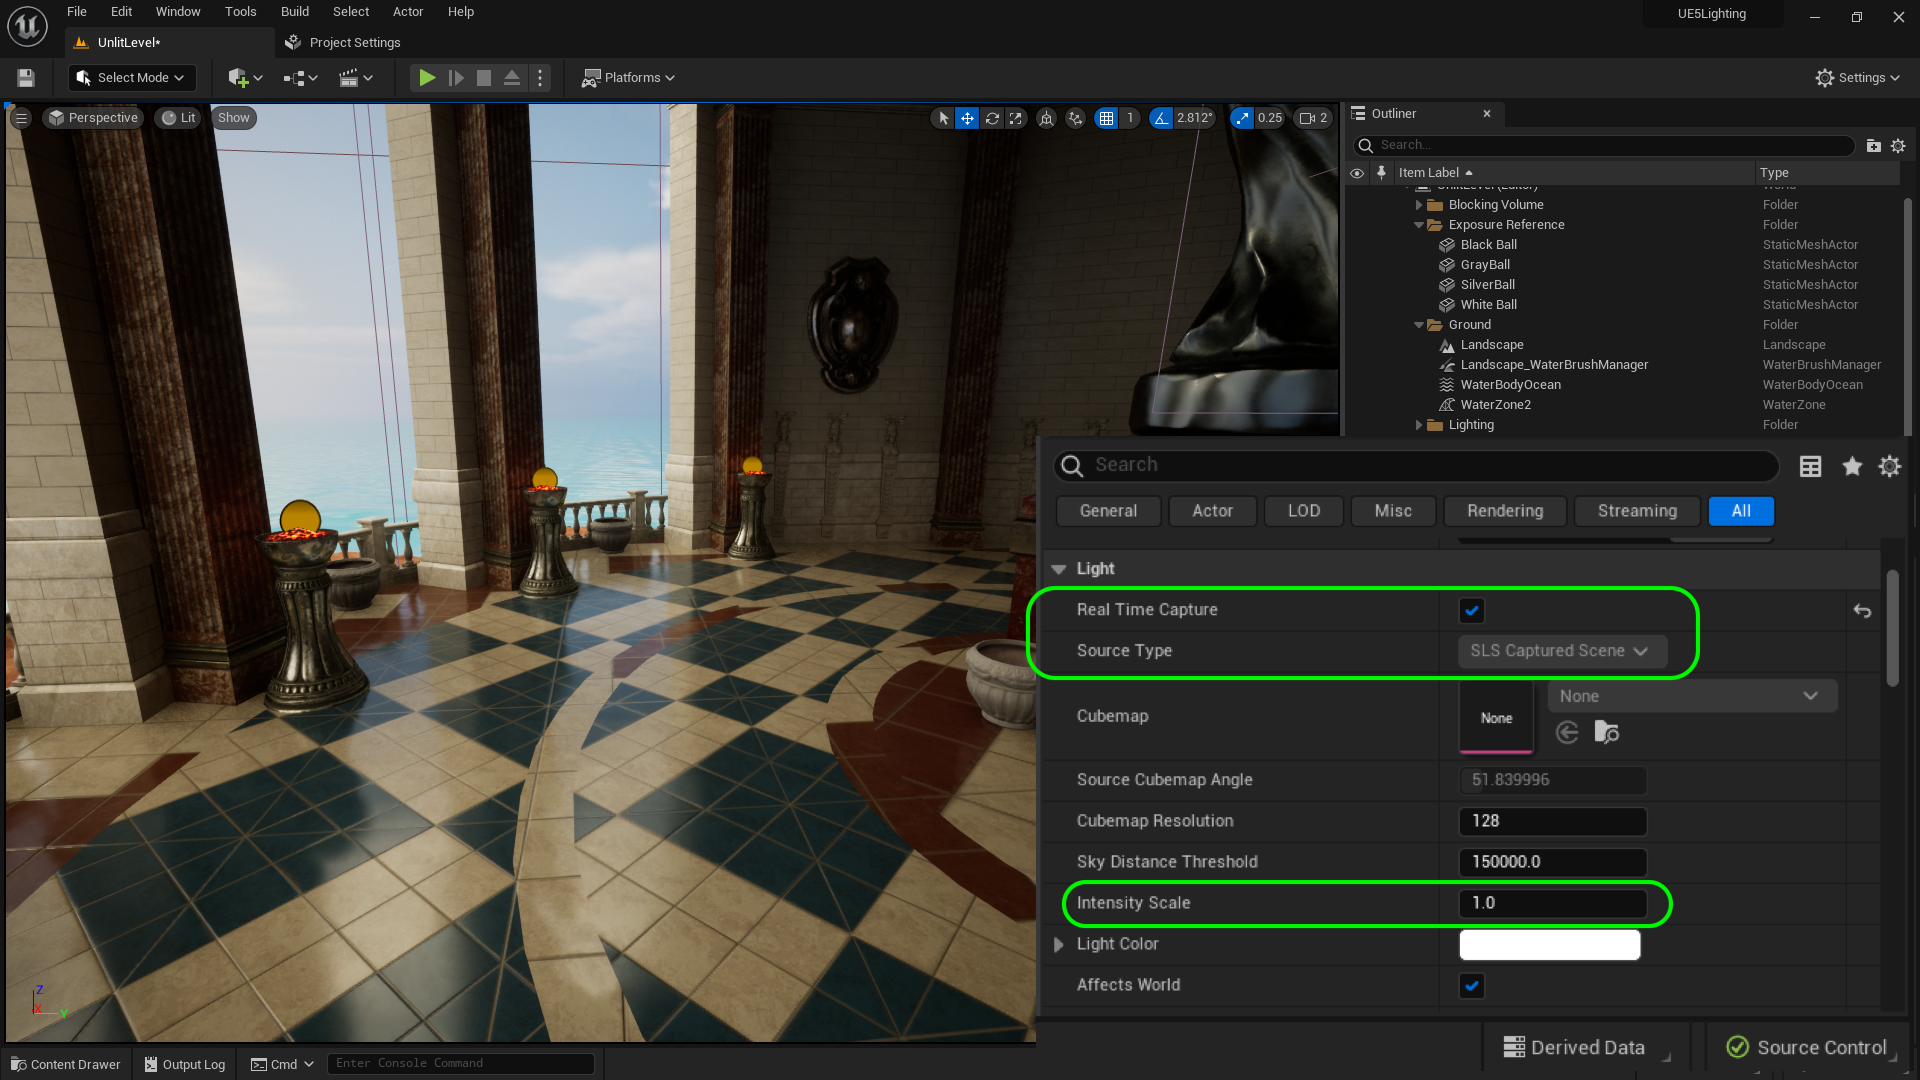 File Edit Window Tools Build Select Actor Help
UE5Lighting
UnlitLevel*
Project Settings
Select Mode
Platforms
Settings
Perspective
Lit
Show
1
2.812°
0.25
2
Outliner
Search...
Item Label
Type
UnlitLevel (Editor) World
Blocking Volume Folder
Exposure Reference Folder
Black Ball StaticMeshActor
GrayBall StaticMeshActor
SilverBall StaticMeshActor
White Ball StaticMeshActor
Ground Folder
Landscape Landscape
Landscape_WaterBrushManager WaterBrushManager
WaterBodyOcean WaterBodyOcean
WaterZone2 WaterZone
Lighting Folder
Search
General Actor LOD Misc Rendering Streaming All
Light
Real Time Capture
Source Type SLS Captured Scene
Cubemap None None
Source Cubemap Angle 51.839996
Cubemap Resolution 128
Sky Distance Threshold 150000.0
Intensity Scale 1.0
Light Color
Affects World
Z
X
Y
Content Drawer
Output Log
Cmd
Enter Console Command
Derived Data
Source Control